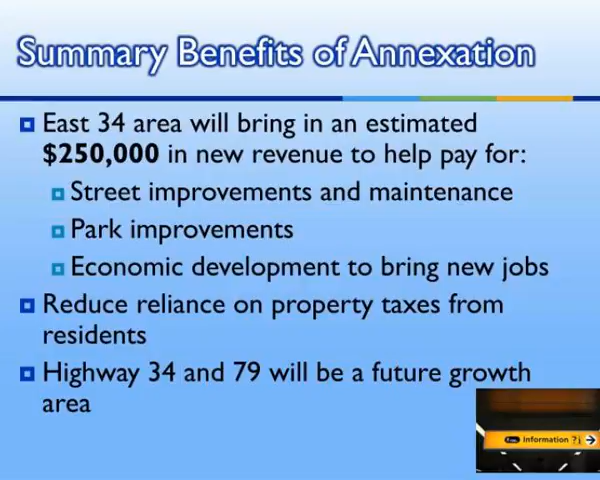 Summary Benefits of Annexation
East 34 area will bring in an estimated
$250,000 in new revenue to help pay for:
Street improvements and maintenance
Park improvements
Economic development to bring new jobs
Reduce reliance on property taxes from
residents
Highway 34 and 79 will be a future growth
area
Information ?i